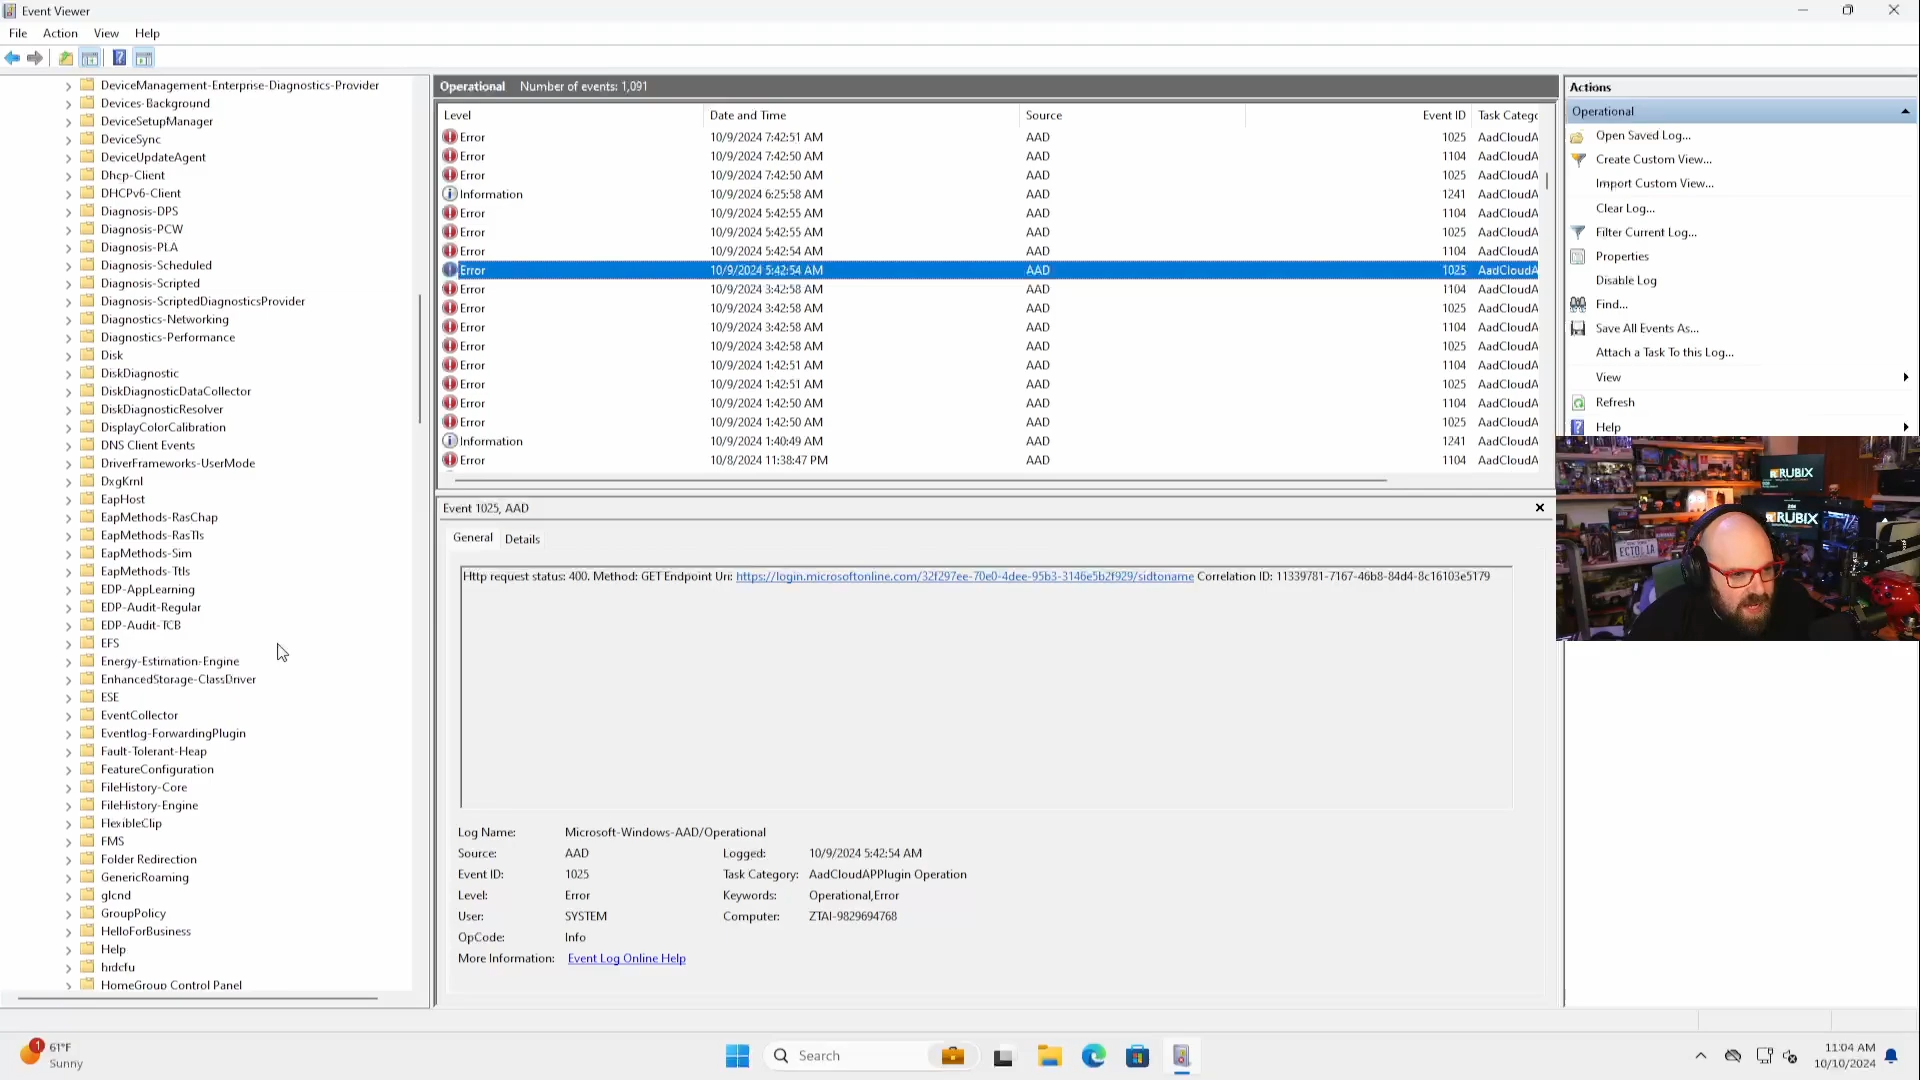 Event Viewer
File Action View Help
DeviceManagement-Enterprise-Diagnostics-Provider
Devices-Background
DeviceSetupManager
DeviceSync
DeviceUpdateAgent
Dhcp-Client
DHCPv6-Client
Diagnosis-DPS
Diagnosis-PCW
Diagnosis-PLA
Diagnosis-Scheduled
Diagnosis-Scripted
Diagnosis-ScriptedDiagnosticsProvider
Diagnostics-Networking
Diagnostics-Performance
Disk
DiskDiagnostic
DiskDiagnosticDataCollector
DiskDiagnosticResolver
DisplayColorCalibration
DNS Client Events
DriverFrameworks-UserMode
DxgKrnl
EapHost
EapMethods-RasChap
EapMethods-RasTls
EapMethods-Sim
EapMethods-Ttls
EDP-AppLearning
EDP-Audit-Regular
EDP-Audit-TCB
EFS
Energy-Estimation-Engine
EnhancedStorage-ClassDriver
ESE
EventCollector
Eventlog-ForwardingPlugin
Fault-Tolerant-Heap
FeatureConfiguration
FileHistory-Core
FileHistory-Engine
FlexibleClip
FMS
Folder Redirection
GenericRoaming
glcnd
GroupPolicy
HelloForBusiness
Help
hrdcfu
HomeGroup Control Panel
Operational Number of events: 1,091
Level Date and Time Source Event ID Task Categ
Error 10/9/2024 7:42:51 AM AAD 1025 AadCloudA
Error 10/9/2024 7:42:50 AM AAD 1104 AadCloudA
Error 10/9/2024 7:42:50 AM AAD 1025 AadCloudA
Information 10/9/2024 6:25:58 AM AAD 1241 AadCloudA
Error 10/9/2024 5:42:55 AM AAD 1104 AadCloudA
Error 10/9/2024 5:42:55 AM AAD 1025 AadCloudA
Error 10/9/2024 5:42:54 AM AAD 1104 AadCloudA
Error 10/9/2024 5:42:54 AM AAD 1025 AadCloudA
Error 10/9/2024 3:42:58 AM AAD 1104 AadCloudA
Error 10/9/2024 3:42:58 AM AAD 1025 AadCloudA
Error 10/9/2024 3:42:58 AM AAD 1104 AadCloudA
Error 10/9/2024 3:42:58 AM AAD 1025 AadCloudA
Error 10/9/2024 1:42:51 AM AAD 1104 AadCloudA
Error 10/9/2024 1:42:51 AM AAD 1025 AadCloudA
Error 10/9/2024 1:42:50 AM AAD 1104 AadCloudA
Error 10/9/2024 1:42:50 AM AAD 1025 AadCloudA
Information 10/9/2024 1:40:49 AM AAD 1241 AadCloudA
Error 10/8/2024 11:38:47 PM AAD 1104 AadCloudA
Event 1025, AAD
General Details
Http request status: 400. Method: GET Endpoint Uri: https://login.microsoftonline.com/32f297ee-70e0-4dee-95b3-3146e5b2f929/sidtoname Correlation ID: 11339781-7167-46b8-84d4-8c16103e5179
Log Name: Microsoft-Windows-AAD/Operational
Source: AAD Logged: 10/9/2024 5:42:54 AM
Event ID: 1025 Task Category: AadCloudAPPlugin Operation
Level: Error Keywords: Operational,Error
User: SYSTEM Computer: ZTAI-9829694768
OpCode: Info
More Information: Event Log Online Help
Actions
Operational
Open Saved Log...
Create Custom View...
Import Custom View...
Clear Log...
Filter Current Log...
Properties
Disable Log
Find...
Save All Events As...
Attach a Task To this Log...
View
Refresh
Help
RUBIX
RUBIX
ECTO-1A
1 61°F
Sunny
Search
11:04 AM
10/10/2024